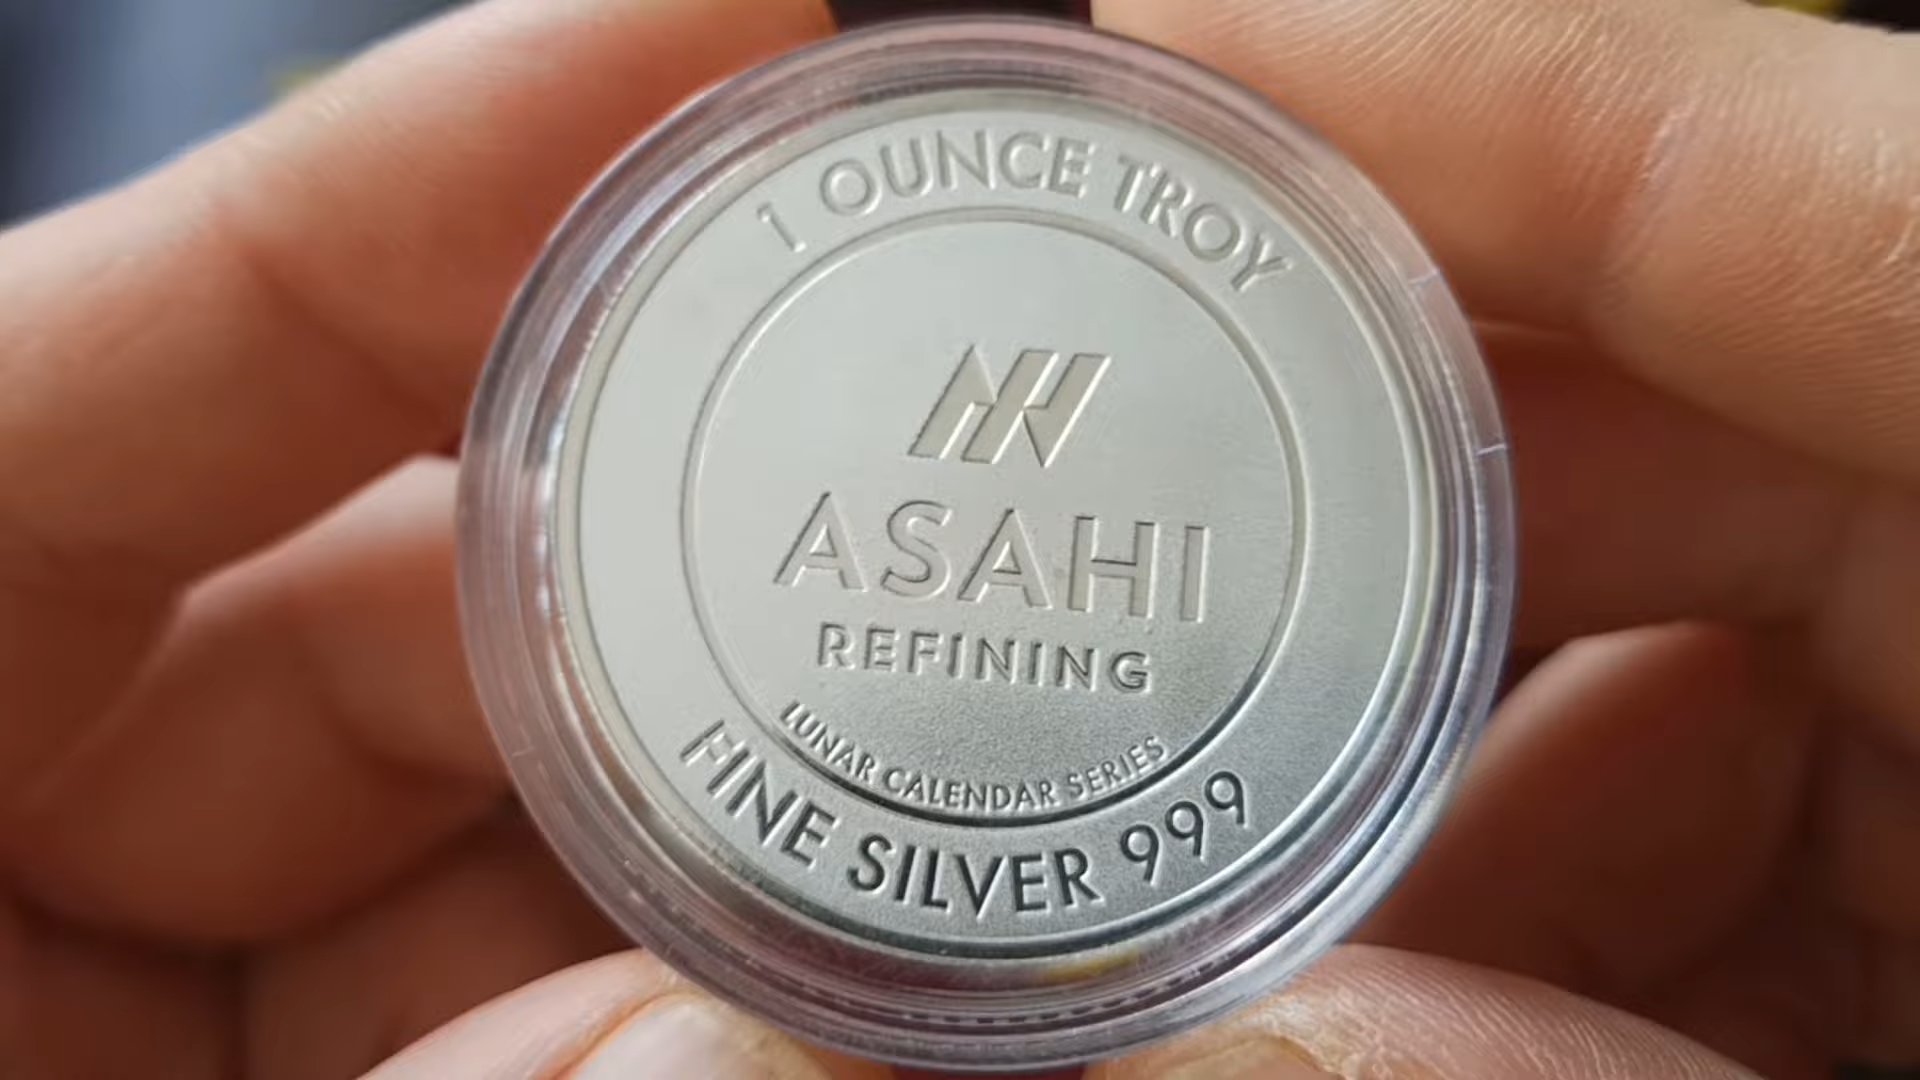 1 OUNCE TROY
ASAHI
REFINING
LUNAR CALENDAR SERIES
FINE SILVER 999